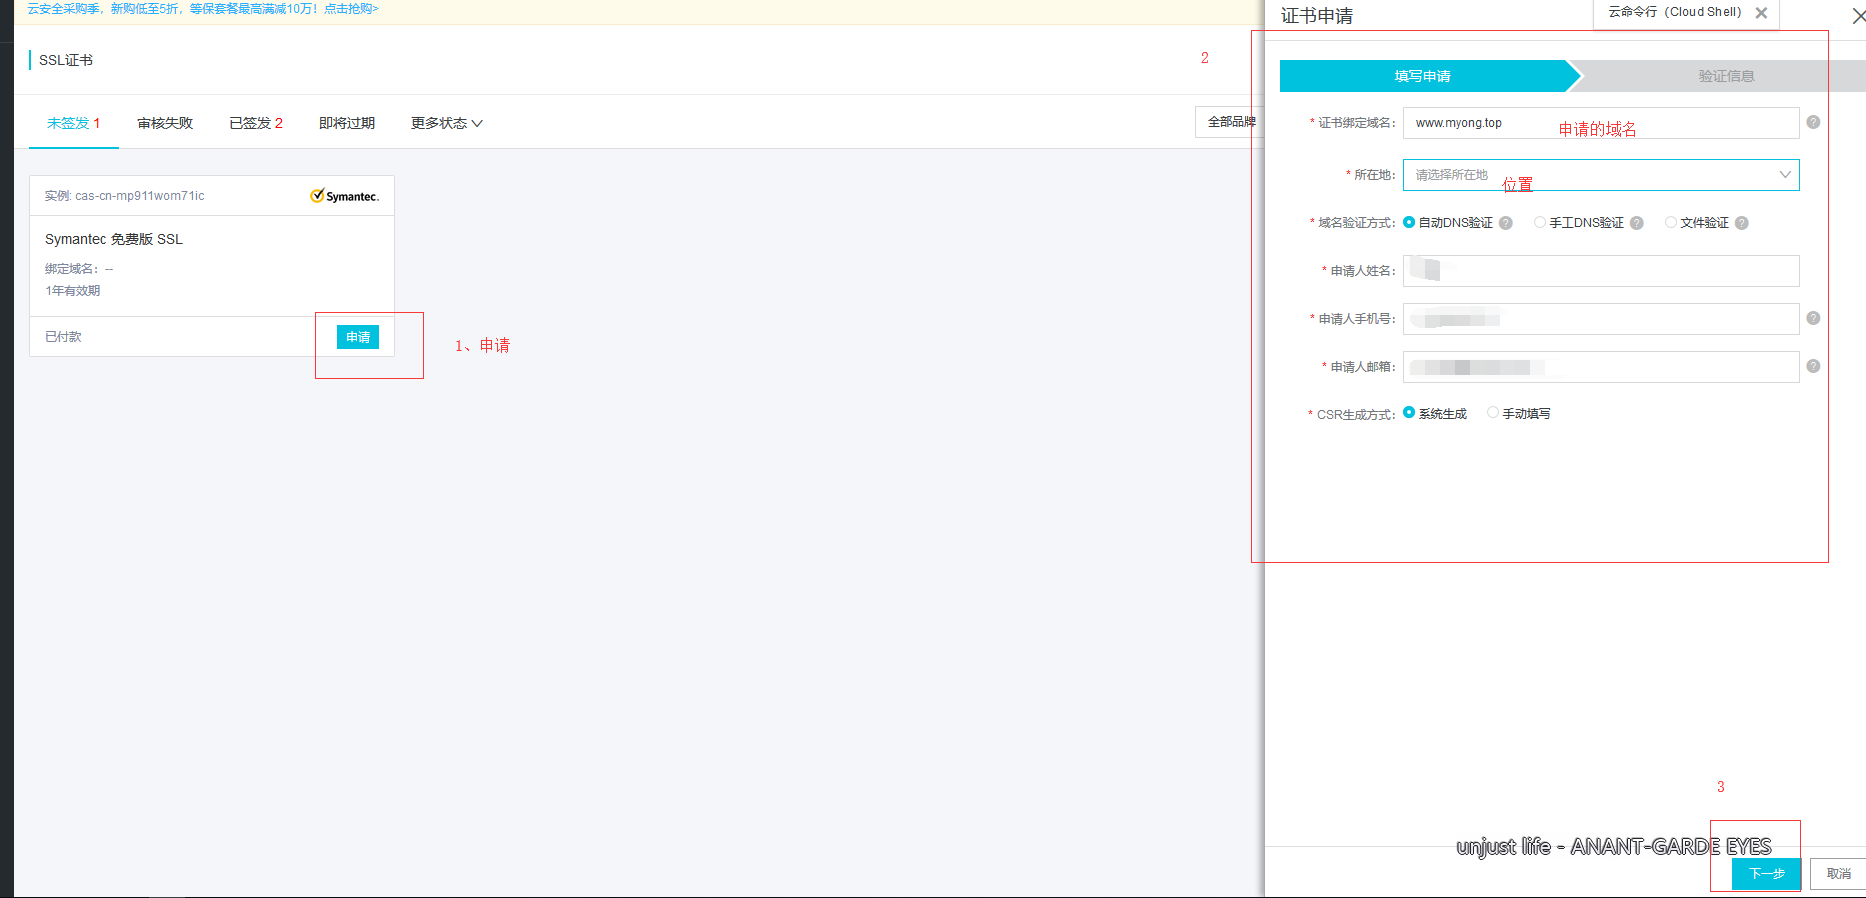 云安全采购季，新购低至5折，等保套餐最高满减10万！点击抢购>
SSL证书
未签发 1 审核失败 已签发 2 即将过期 更多状态
全部品牌
实例: cas-cn-mp911wom71ic
Symantec.
Symantec 免费版 SSL
绑定域名： --
1年有效期
已付款 申请
1、申请
2
证书申请
云命令行（Cloud Shell）
填写申请 验证信息
* 证书绑定域名： www.myong.top 申请的域名
* 所在地： 请选择所在地 位置
* 域名验证方式： 自动DNS验证 手工DNS验证 文件验证
* 申请人姓名：
* 申请人手机号：
* 申请人邮箱：
* CSR生成方式： 系统生成 手动填写
3
unjust life - ANANT-GARDE EYES
下一步 取消